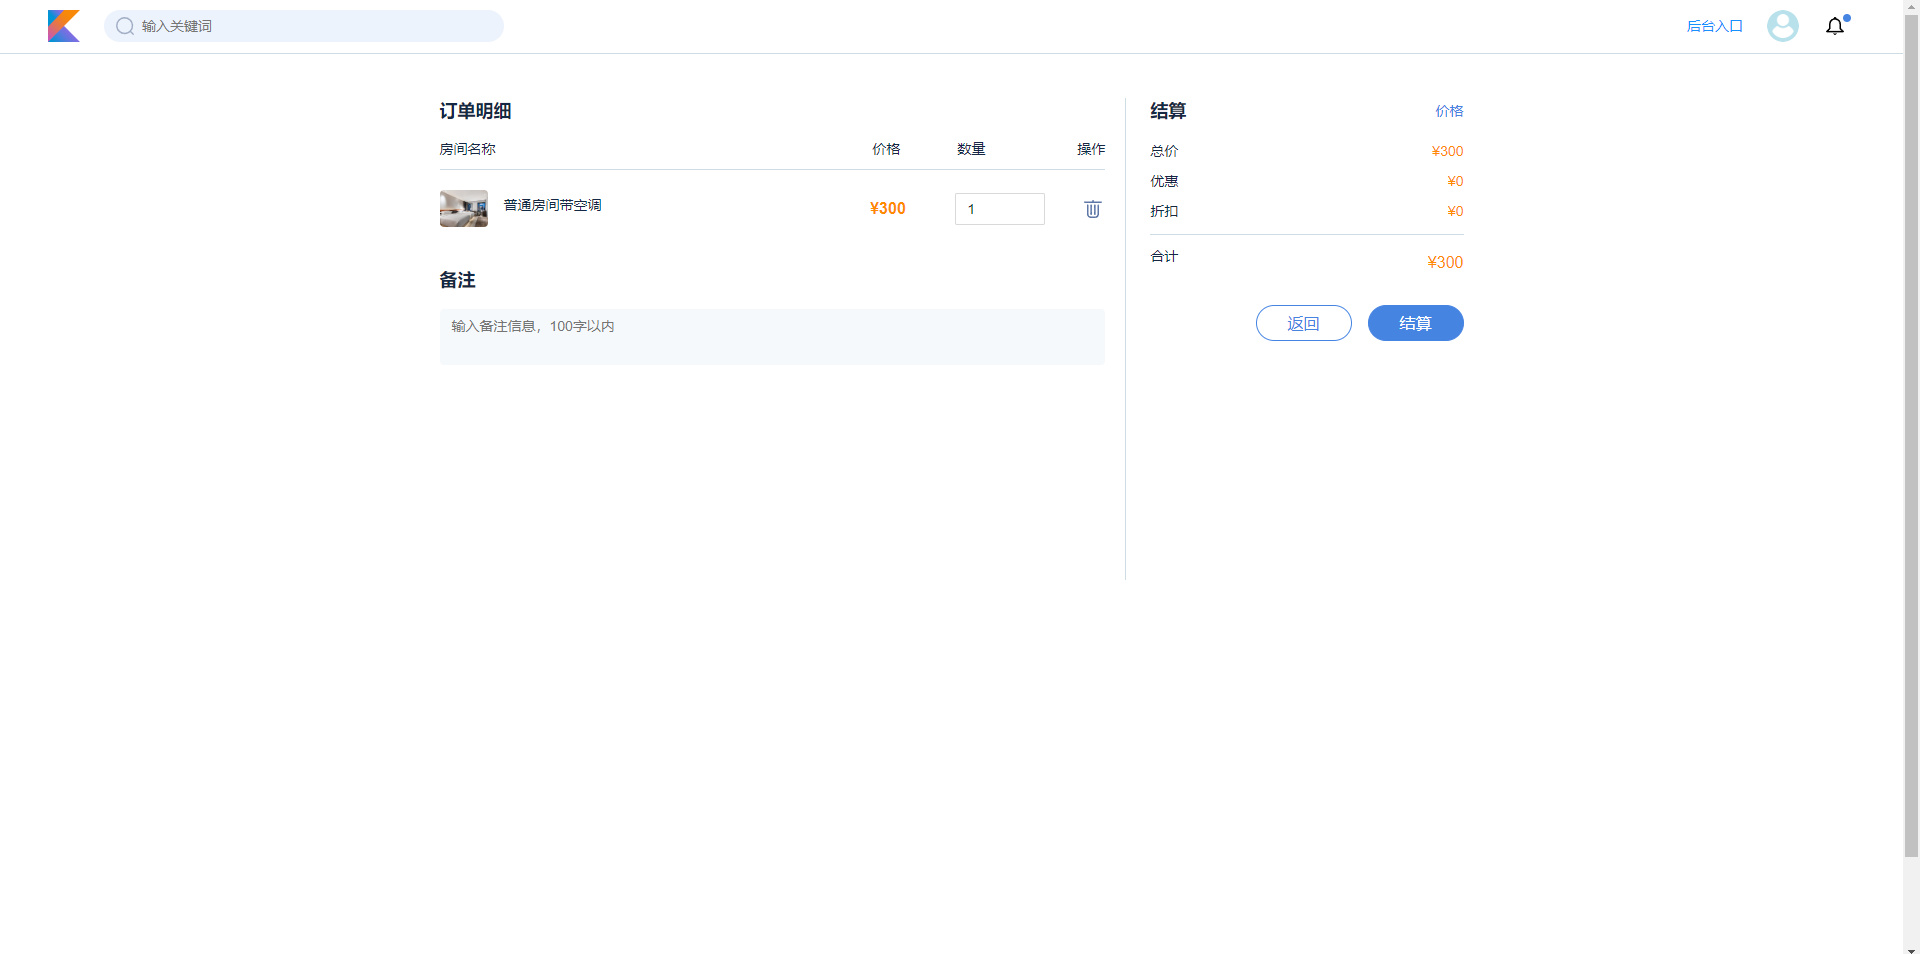 输入关键词
后台入口
订单明细
房间名称 价格 数量 操作
普通房间带空调 ¥300 1
备注
输入备注信息，100字以内
结算 价格
总价 ¥300
优惠 ¥0
折扣 ¥0
合计 ¥300
返回 结算